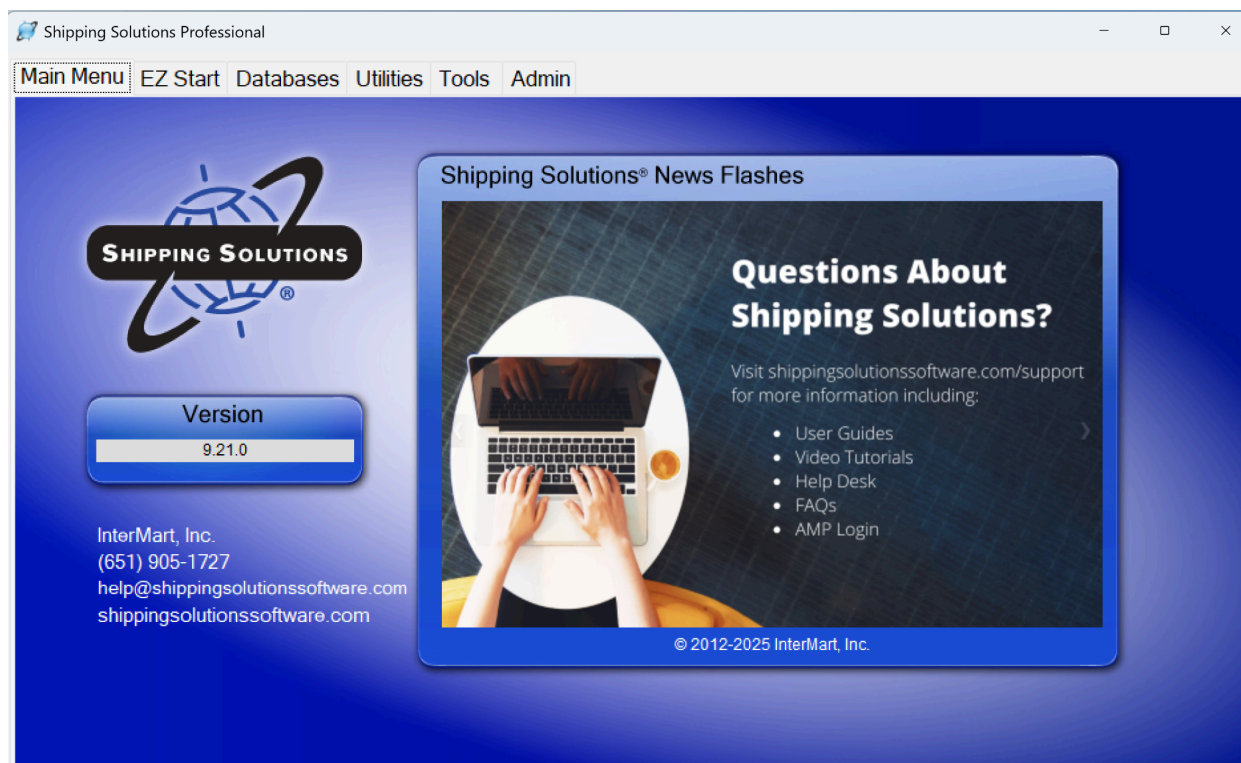 Shipping Solutions Professional
Main Menu EZ Start Databases Utilities Tools Admin
SHIPPING SOLUTIONS
®
Version
9.21.0
InterMart, Inc.
(651) 905-1727
help@shippingsolutionssoftware.com
shippingsolutionssoftware.com
Shipping Solutions® News Flashes
Questions About
Shipping Solutions?
Visit shippingsolutionssoftware.com/support
for more information including:
• User Guides
• Video Tutorials
• Help Desk
• FAQs
• AMP Login
© 2012-2025 InterMart, Inc.